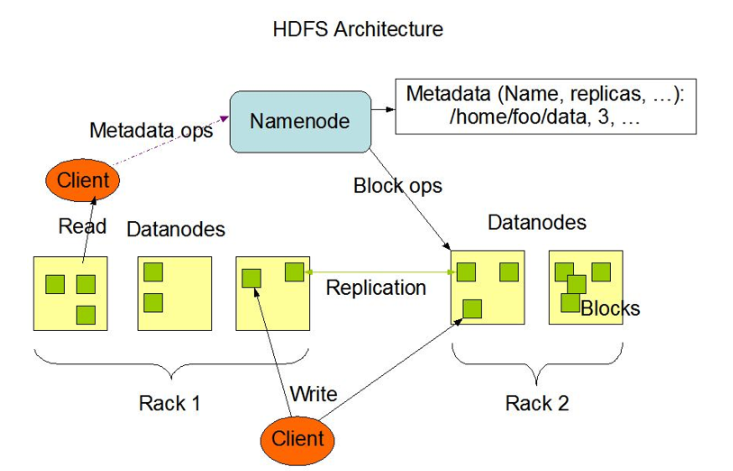 HDFS Architecture
Metadata (Name, replicas, …):
/home/foo/data, 3, …
Namenode
Metadata ops
Client
Block ops
Read
Datanodes
Datanodes
Replication
Blocks
Rack 1
Write
Rack 2
Client